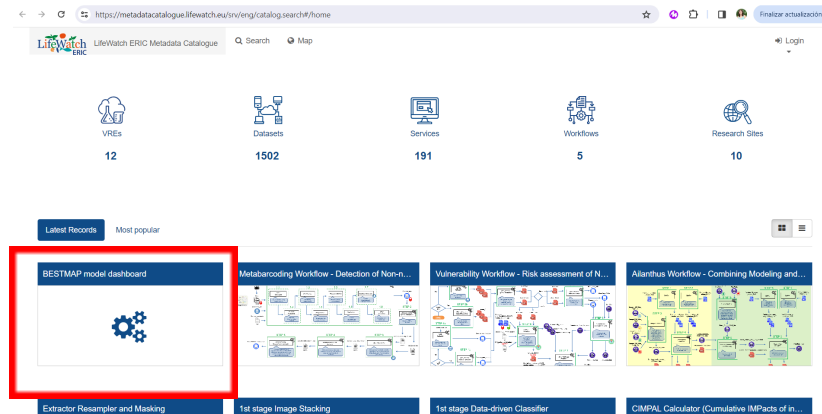 https://metadatacatalogue.lifewatch.eu/srv/eng/catalog.search#/home
Finalizar actualización
LifeWatch
ERIC
LifeWatch ERIC Metadata Catalogue
Search
Map
Login
VREs
Datasets
Services
Workflows
Research Sites
12
1502
191
5
10
Latest Records
Most popular
BESTMAP model dashboard
Metabarcoding Workflow - Detection of Non-n...
Vulnerability Workflow - Risk assessment of N...
Ailanthus Workflow - Combining Modeling and...
Extractor Resampler and Masking
1st stage Image Stacking
1st stage Data-driven Classifier
CIMPAL Calculator (Cumulative IMPacts of in...